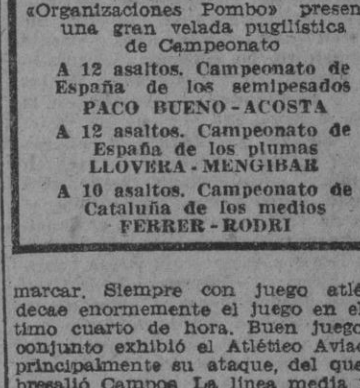 «Organizaciones Pombo» presen
una gran velada pugilística
de Campeonato
A 12 asaltos. Campeonato de
España de los semipesados
PACO BUENO-ACOSTA
A 12 asaltos. Campeonato de
España de los plumas
LLOVERA-MENGIBAR
A 10 asaltos. Campeonato de
Cataluña de los medios
FERRER-RODRI
marcar. Siempre con juego atlé
decae enormemente el juego en el
timo cuarto de hora. Buen juego
conjunto exhibió el Atlético Aviac
principalmente su ataque, del que
bresalió Campos. La línea media